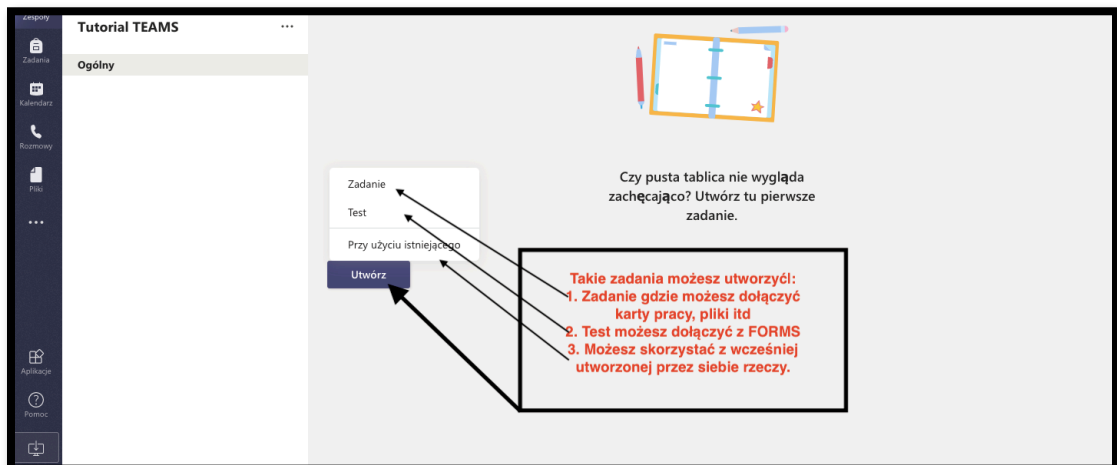 Zespoły
Zadania
Kalendarz
Rozmowy
Pliki
Aplikacje
Pomoc
Tutorial TEAMS
Ogólny
Czy pusta tablica nie wygląda
zachęcająco? Utwórz tu pierwsze
zadanie.
Zadanie
Test
Przy użyciu istniejącego
Utwórz
Takie zadania możesz utworzyć!:
1. Zadanie gdzie możesz dołączyć
karty pracy, pliki itd
2. Test możesz dołączyć z FORMS
3. Możesz skorzystać z wcześniej
utworzonej przez siebie rzeczy.